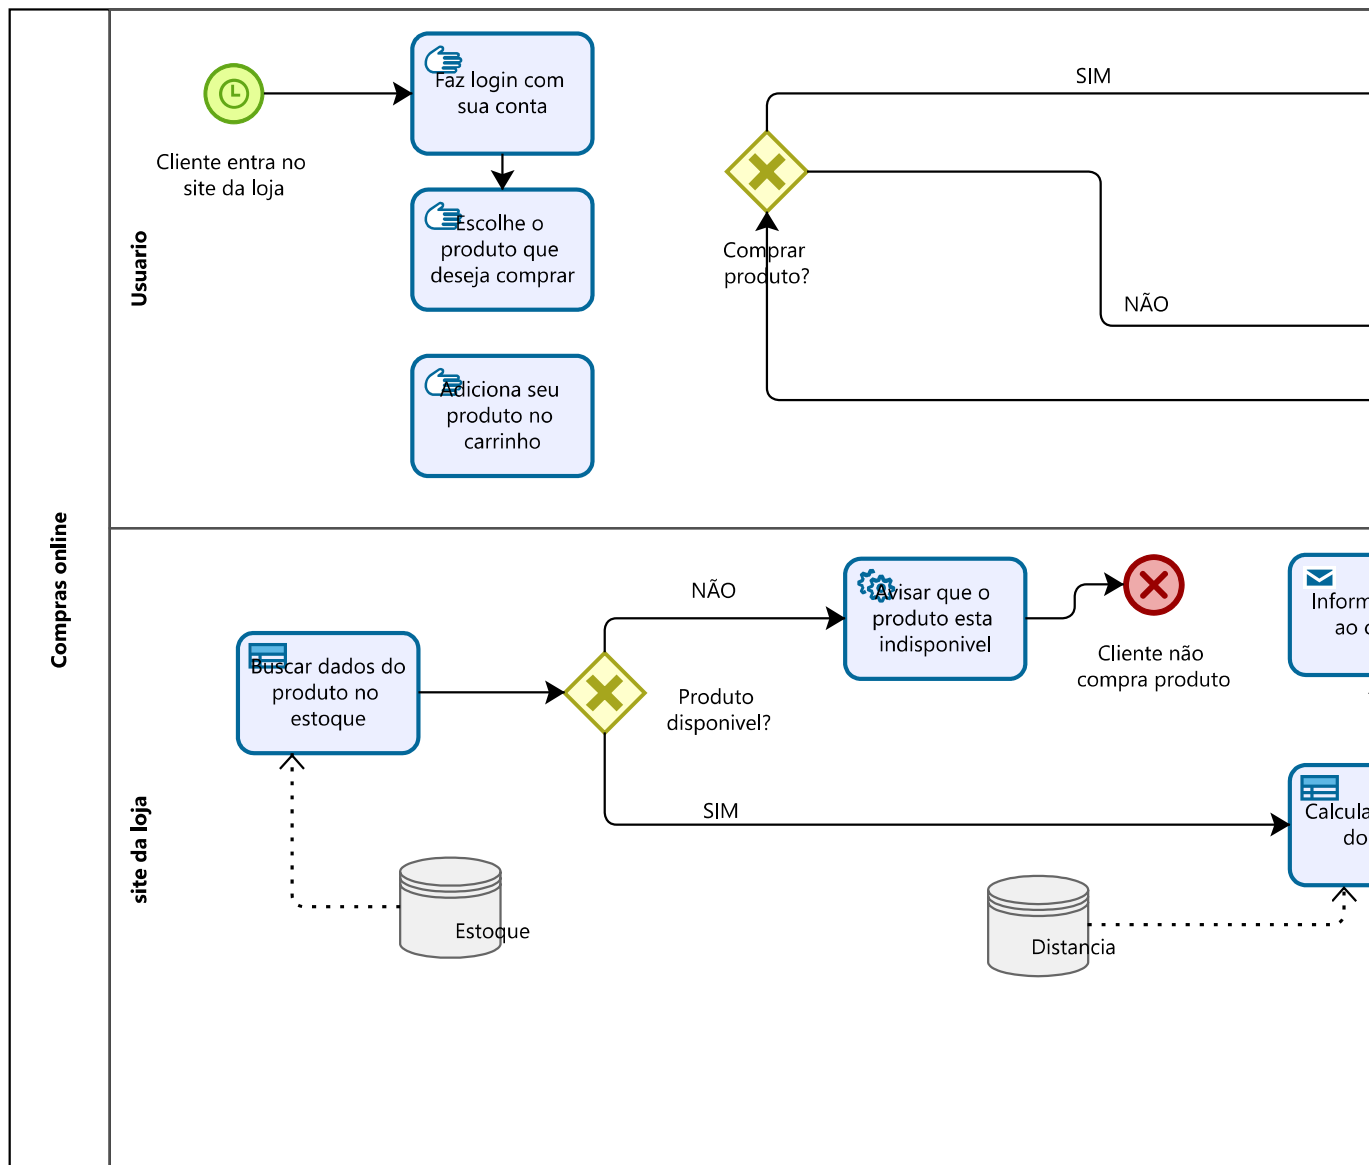 Compras online
Usuario
Cliente entra no
site da loja
Faz login com
sua conta
Escolhe o
produto que
deseja comprar
Adiciona seu
produto no
carrinho
Comprar
produto?
SIM
NÃO
site da loja
Buscar dados do
produto no
estoque
Estoque
Produto
disponivel?
NÃO
SIM
Avisar que o
produto esta
indisponivel
Cliente não
compra produto
Distancia
ao
do